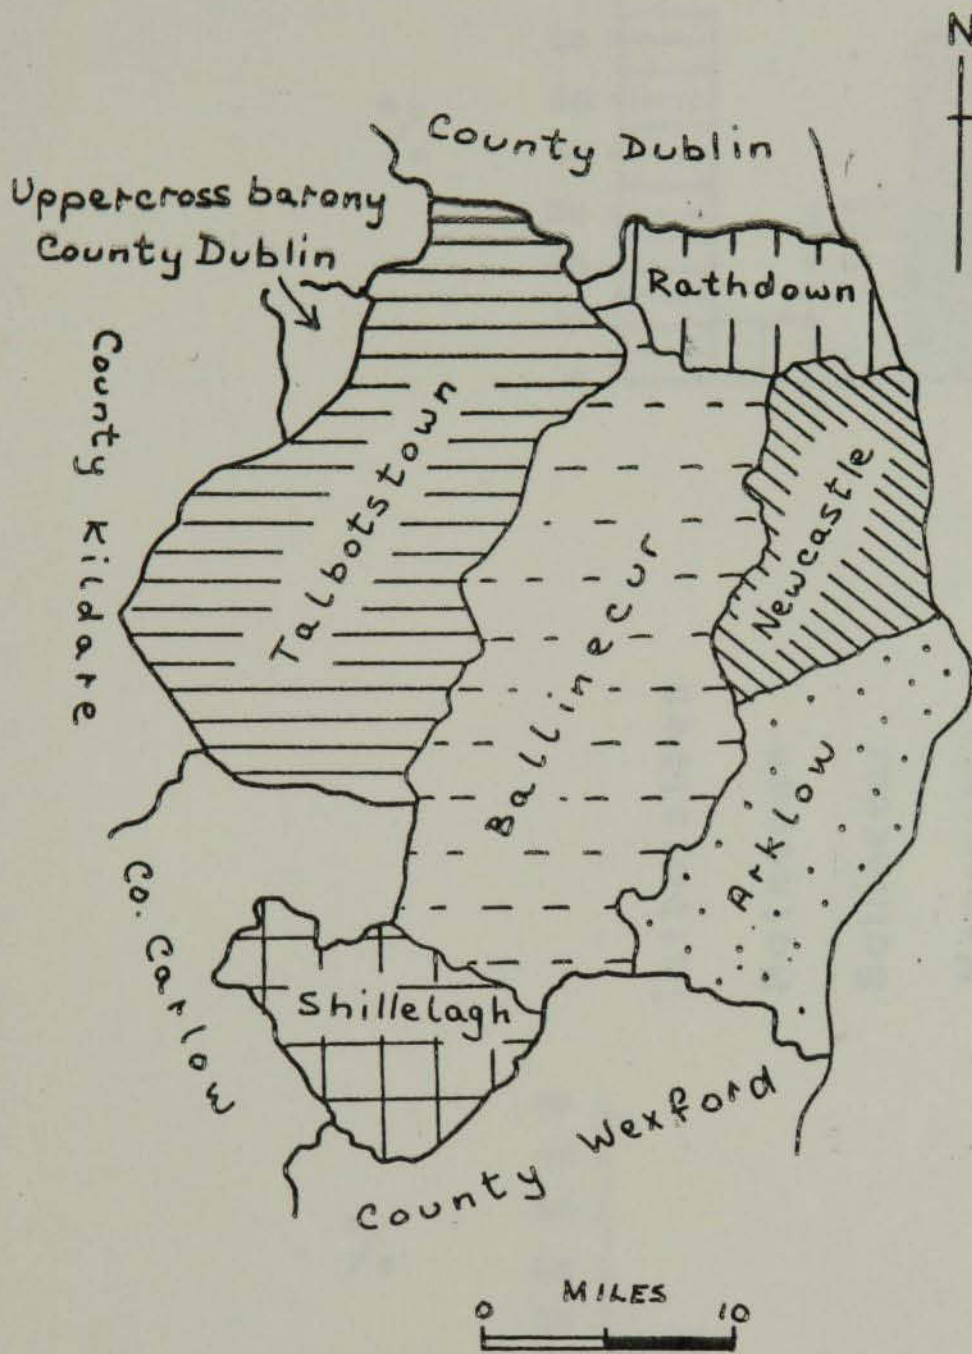 N
County Dublin
Uppercross barony
County Dublin
Rathdown
County Kildare
Talbotstown
Newcastle
Ballinecur
Arklow
Co. Carlow
Shillelagh
County Wexford
MILES
0 10